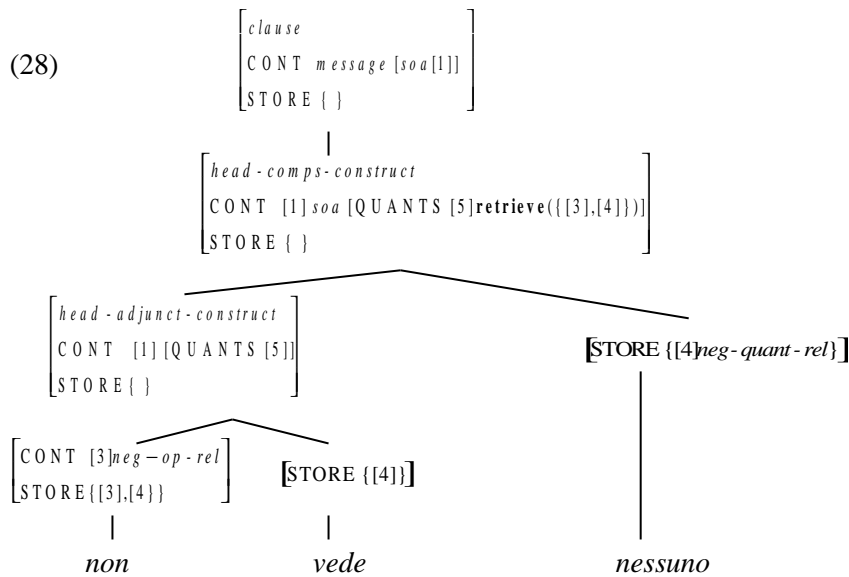 (28)
clause
CONT message [soa[1]]
STORE { }
head-comps-construct
CONT [1] soa [QUANTS [5]retrieve({[3],[4]})]
STORE { }
head-adjunct-construct
CONT [1] [QUANTS [5]]
STORE{ }
[STORE {[4]neg-quant-rel}]
CONT [3]neg–op-rel
STORE{[3],[4}}
[STORE {[4]}]
non vede nessuno